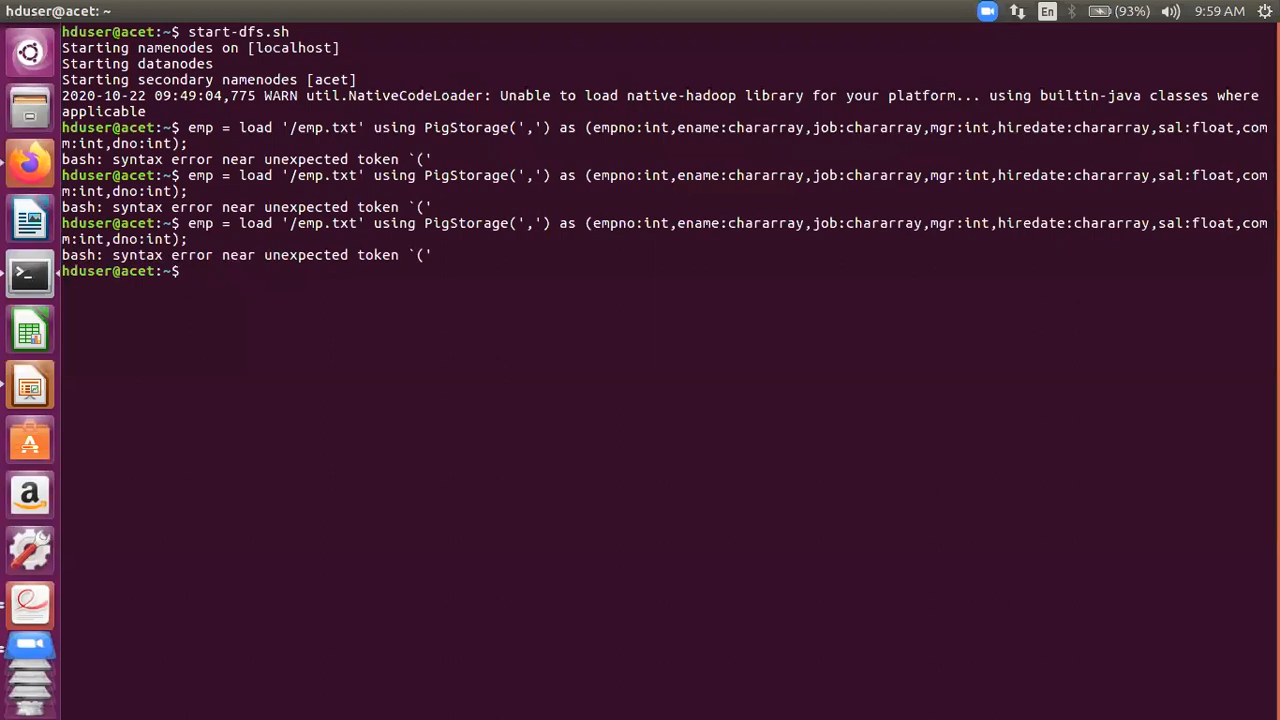 hduser@acet: ~
En
(93%)
9:59 AM
hduser@acet:~$ start-dfs.sh
Starting namenodes on [localhost]
Starting datanodes
Starting secondary namenodes [acet]
2020-10-22 09:49:04,775 WARN util.NativeCodeLoader: Unable to load native-hadoop library for your platform... using builtin-java classes where
applicable
hduser@acet:~$ emp = load '/emp.txt' using PigStorage(',') as (empno:int,ename:chararray,job:chararray,mgr:int,hiredate:chararray,sal:float,com
m:int,dno:int);
bash: syntax error near unexpected token `('
hduser@acet:~$ emp = load '/emp.txt' using PigStorage(',') as (empno:int,ename:chararray,job:chararray,mgr:int,hiredate:chararray,sal:float,com
m:int,dno:int);
bash: syntax error near unexpected token `('
hduser@acet:~$ emp = load '/emp.txt' using PigStorage(',') as (empno:int,ename:chararray,job:chararray,mgr:int,hiredate:chararray,sal:float,com
m:int,dno:int);
bash: syntax error near unexpected token `('
hduser@acet:~$